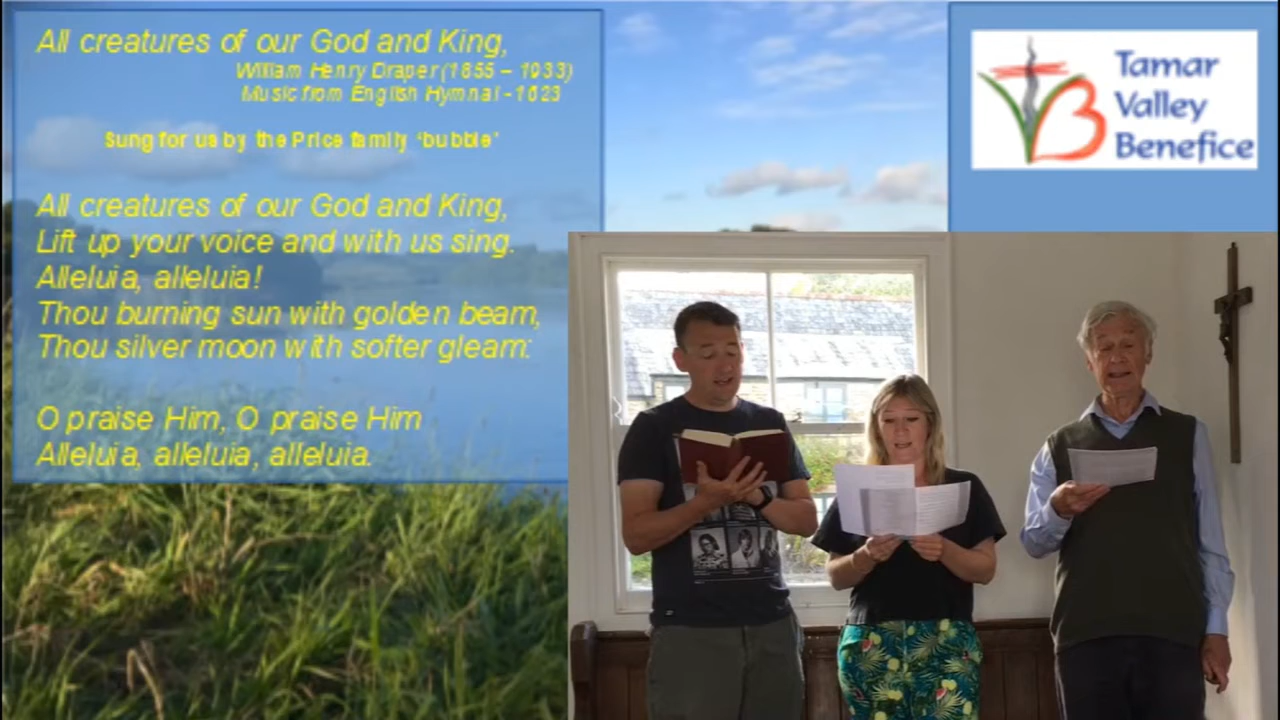 All creatures of our God and King,
William Henry Draper (1855 – 1933)
Music from English Hymnal - 1623
Sung for us by the Price family ‘bubble’
All creatures of our God and King,
Lift up your voice and with us sing.
Alleluia, alleluia!
Thou burning sun with golden beam,
Thou silver moon with softer gleam:
O praise Him, O praise Him
Alleluia, alleluia, alleluia.
Tamar
Valley
Benefice